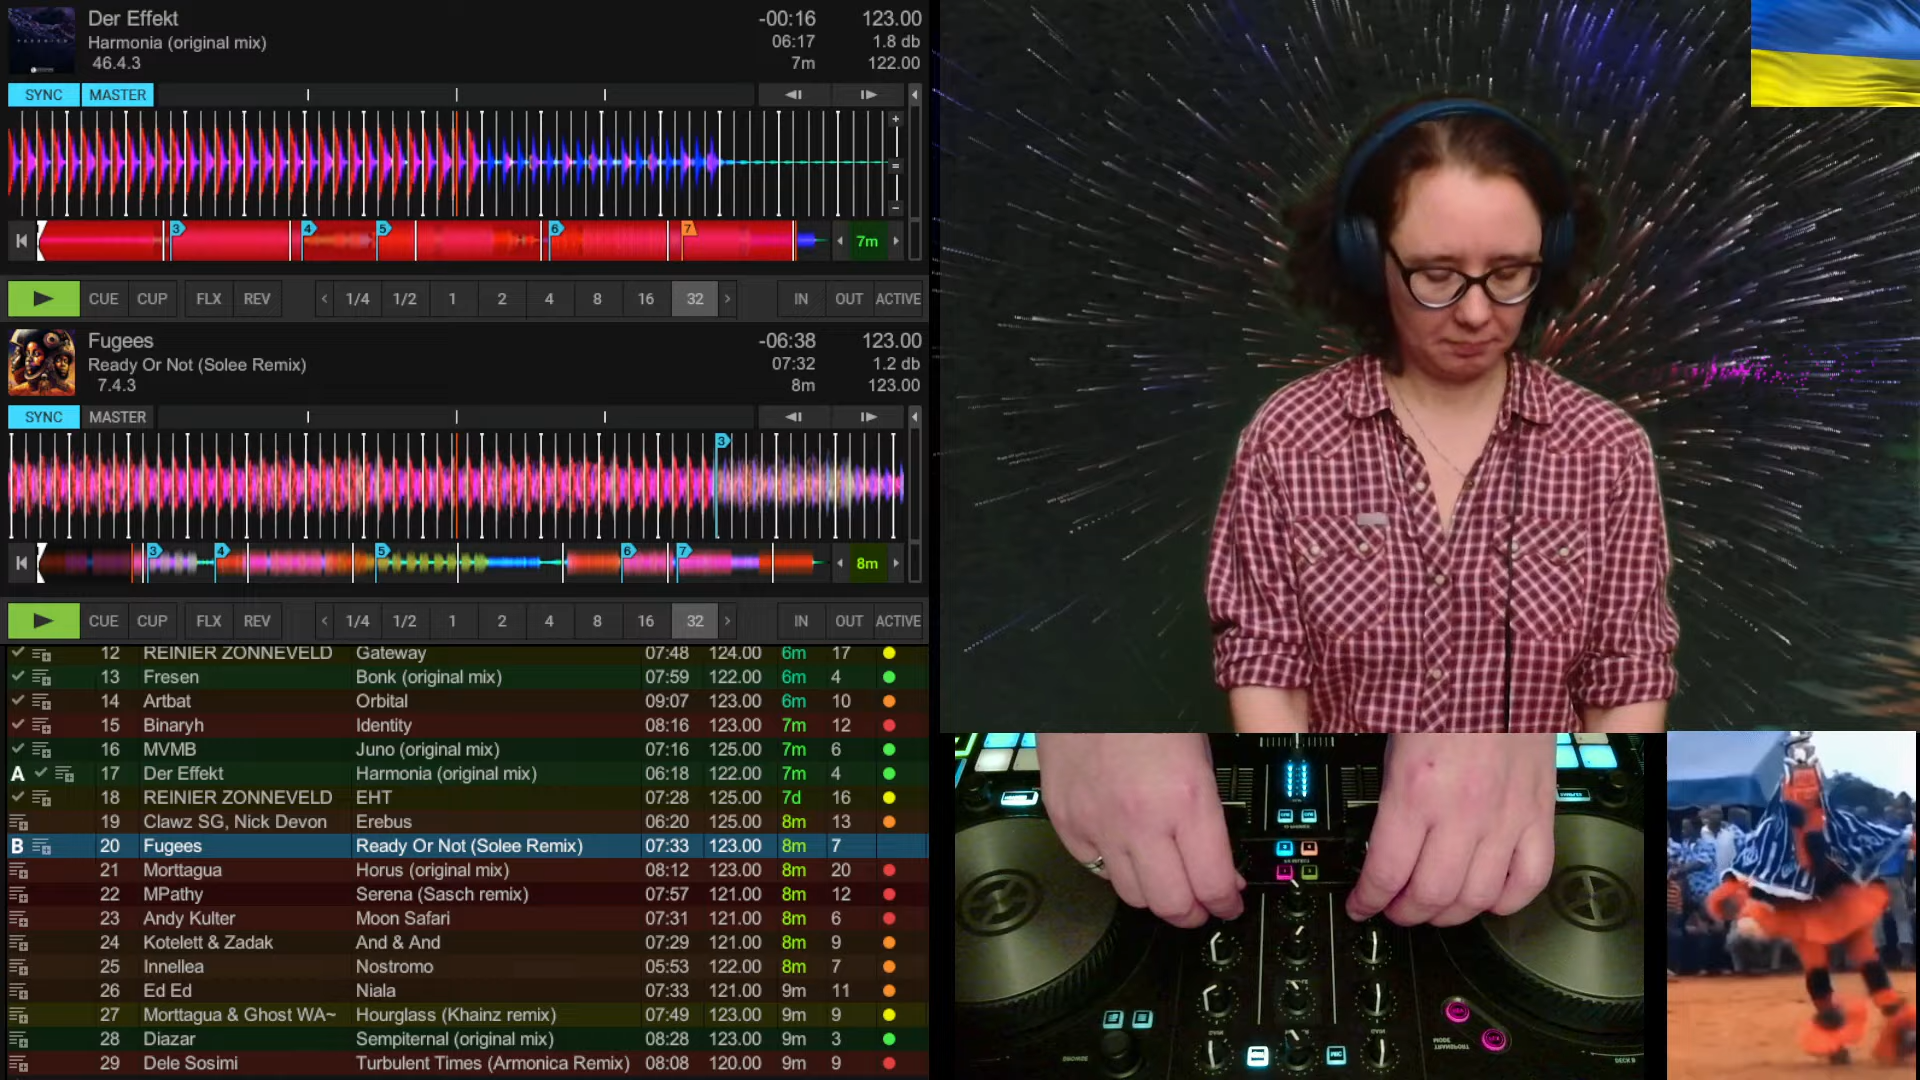 Der Effekt -00:16 123.00
Harmonia (original mix) 06:17 1.8 db
46.4.3 7m 122.00
SYNC MASTER
3 4 5 6 7 7m
CUE CUP FLX REV 1/4 1/2 1 2 4 8 16 32 IN OUT ACTIVE
Fugees -06:38 123.00
Ready Or Not (Solee Remix) 07:32 1.2 db
7.4.3 8m 123.00
SYNC MASTER
3
3 4 5 6 7 8m
CUE CUP FLX REV 1/4 1/2 1 2 4 8 16 32 IN OUT ACTIVE
12 REINIER ZONNEVELD Gateway 07:48 124.00 6m 17
13 Fresen Bonk (original mix) 07:59 122.00 6m 4
14 Artbat Orbital 09:07 123.00 6m 10
15 Binaryh Identity 08:16 123.00 7m 12
16 MVMB Juno (original mix) 07:16 125.00 7m 6
A 17 Der Effekt Harmonia (original mix) 06:18 122.00 7m 4
18 REINIER ZONNEVELD EHT 07:28 125.00 7d 16
19 Clawz SG, Nick Devon Erebus 06:20 125.00 8m 13
B 20 Fugees Ready Or Not (Solee Remix) 07:33 123.00 8m 7
21 Morttagua Horus (original mix) 08:12 123.00 8m 20
22 MPathy Serena (Sasch remix) 07:57 121.00 8m 12
23 Andy Kulter Moon Safari 07:31 121.00 8m 6
24 Kotelett & Zadak And & And 07:29 121.00 8m 9
25 Innellea Nostromo 05:53 122.00 8m 7
26 Ed Ed Niala 07:33 121.00 9m 11
27 Morttagua & Ghost WA~ Hourglass (Khainz remix) 07:49 123.00 9m 9
28 Diazar Sempiternal (original mix) 08:28 123.00 9m 3
29 Dele Sosimi Turbulent Times (Armonica Remix) 08:08 120.00 9m 9
MODE
TRANSPORT
DECK B